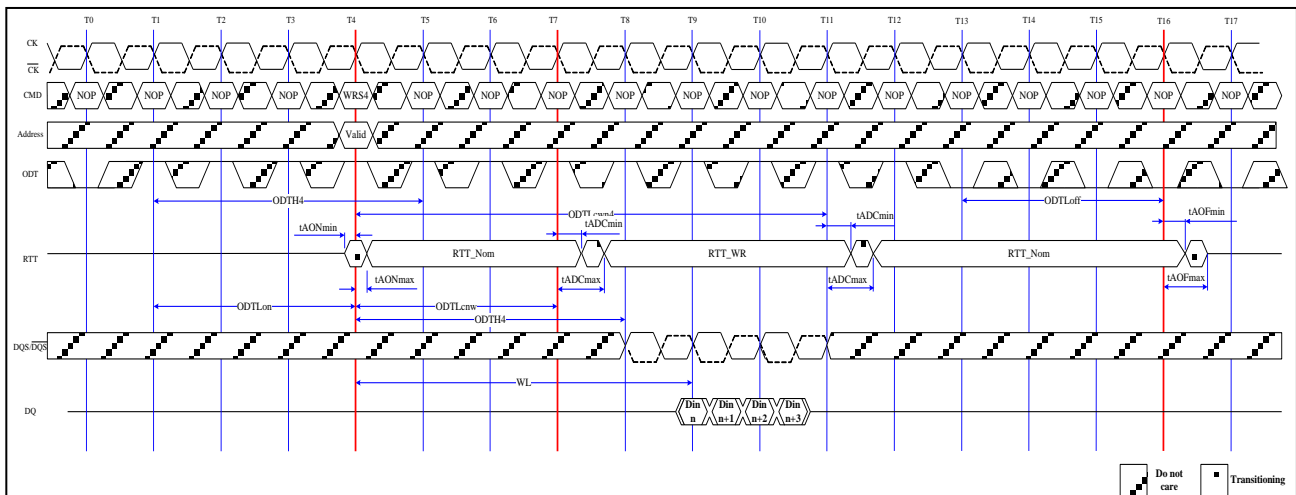 T0 T1 T2 T3 T4 T5 T6 T7 T8 T9 T10 T11 T12 T13 T14 T15 T16 T17
CK
CK
CMD NOP NOP NOP NOP WRS4 NOP NOP NOP NOP NOP NOP NOP NOP NOP NOP NOP NOP NOP
Address Valid
ODT
ODTH4 ODTLcwn4 ODTLoff
tAONmin tADCmin tADCmin tAOFmin
RTT RTT_Nom RTT_WR RTT_Nom
tAONmax tADCmax tADCmax tAOFmax
ODTLon ODTLcnw
ODTH4
DQS/DQS
WL
DQ Din n Din n+1 Din n+2 Din n+3
Do not care Transitioning